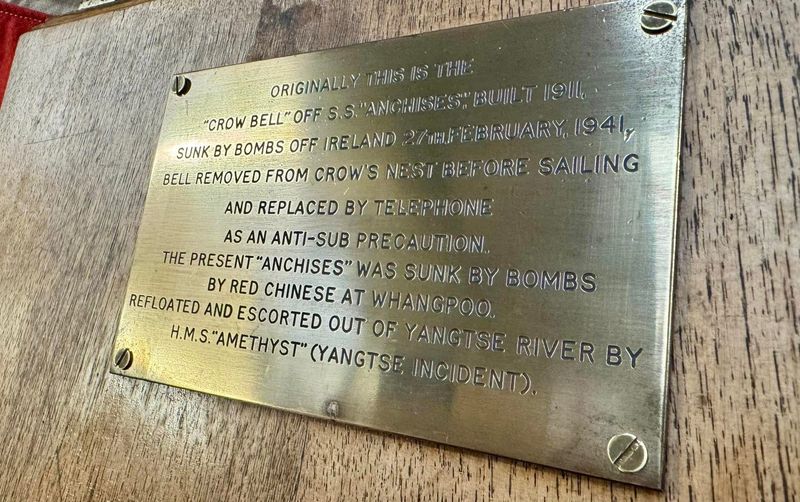 ORIGINALLY THIS IS THE
"CROW BELL" OFF S.S. "ANCHISES", BUILT 1911,
SUNK BY BOMBS OFF IRELAND 27TH, FEBRUARY, 1941,
BELL REMOVED FROM CROW'S NEST BEFORE SAILING
AND REPLACED BY TELEPHONE
AS AN ANTI-SUB PRECAUTION.
THE PRESENT "ANCHISES" WAS SUNK BY BOMBS
BY RED CHINESE AT WHANGPOO.
REFLOATED AND ESCORTED OUT OF YANGTSE RIVER BY
H.M.S. "AMETHYST" (YANGTSE INCIDENT).